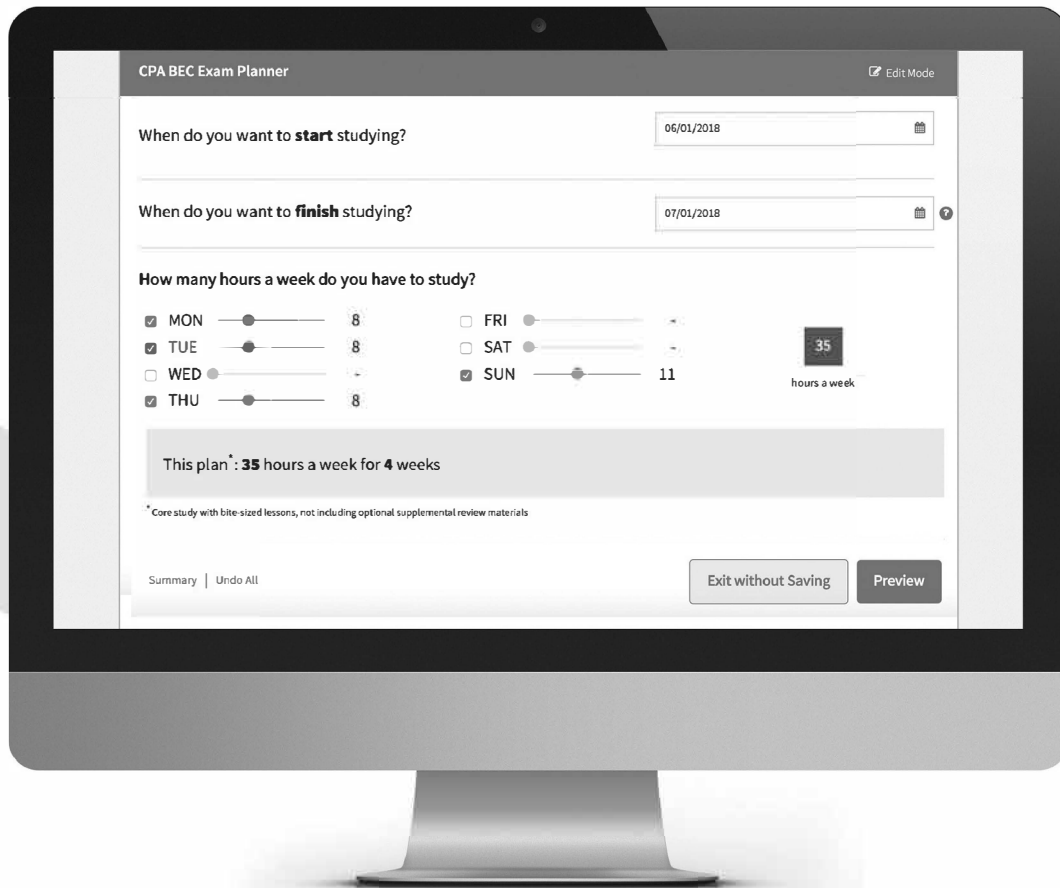 CPA BEC Exam Planner
Edit Mode
When do you want to start studying?
06/01/2018
When do you want to finish studying?
07/01/2018
How many hours a week do you have to study?
MON 8
TUE 8
WED -
THU 8
FRI -
SAT -
SUN 11
35
hours a week
This plan*: 35 hours a week for 4 weeks
* Core study with bite-sized lessons, not including optional supplemental review materials
Summary | Undo All
Exit without Saving
Preview